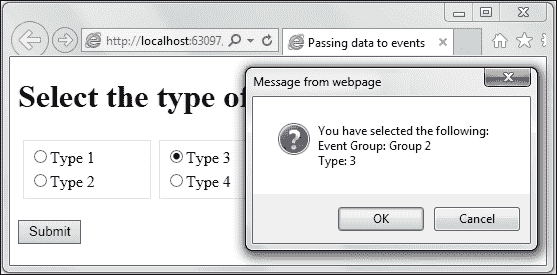 http://localhost:63097,
Passing data to events
Message from webpage
Select the type of
You have selected the following:
Event Group: Group 2
Type: 3
Type 1
Type 3
Type 2
Type 4
OK
Cancel
Submit